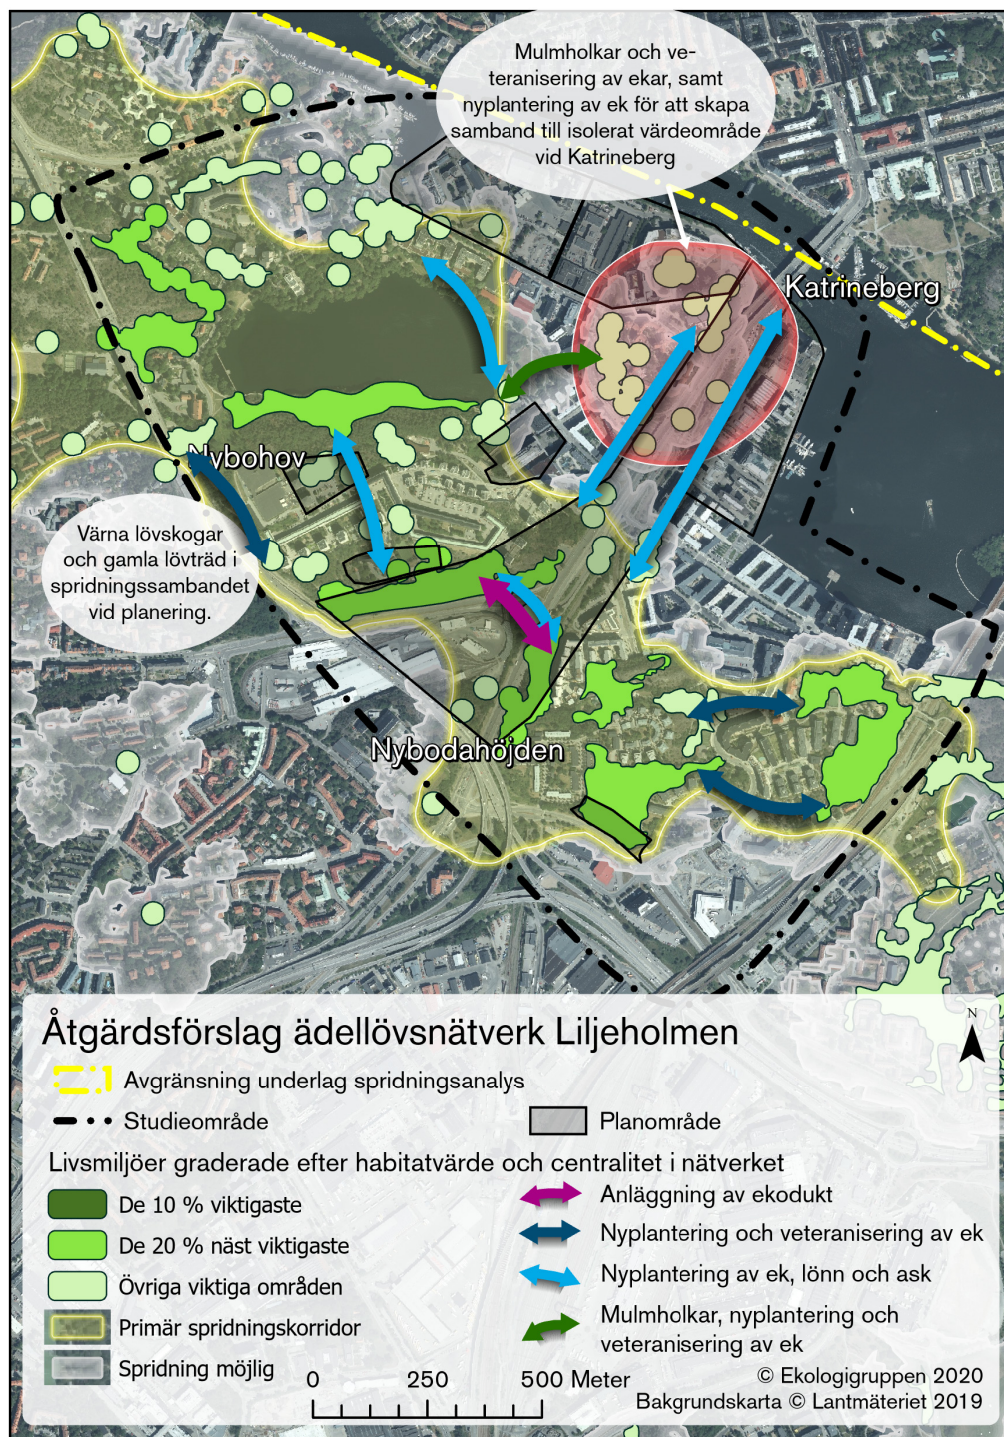 Mulmholkar och ve-
teranisering av ekar, samt
nyplantering av ek för att skapa
samband till isolerat värdeområde
vid Katrineberg
Katrineberg
Nybohov
Värna lövskogar
och gamla lövträd i
spridningssambandet
vid planering.
Nybodahöjden
Åtgärdsförslag ädellövsnätverk Liljeholmen
N
Avgränsning underlag spridningsanalys
Studieområde
Planområde
Livsmiljöer graderade efter habitatvärde och centralitet i nätverket
De 10 % viktigaste
De 20 % näst viktigaste
Övriga viktiga områden
Primär spridningskorridor
Spridning möjlig
Anläggning av ekodukt
Nyplantering och veteranisering av ek
Nyplantering av ek, lönn och ask
Mulmholkar, nyplantering och
veteranisering av ek
0 250 500 Meter
© Ekologigruppen 2020
Bakgrundskarta © Lantmäteriet 2019